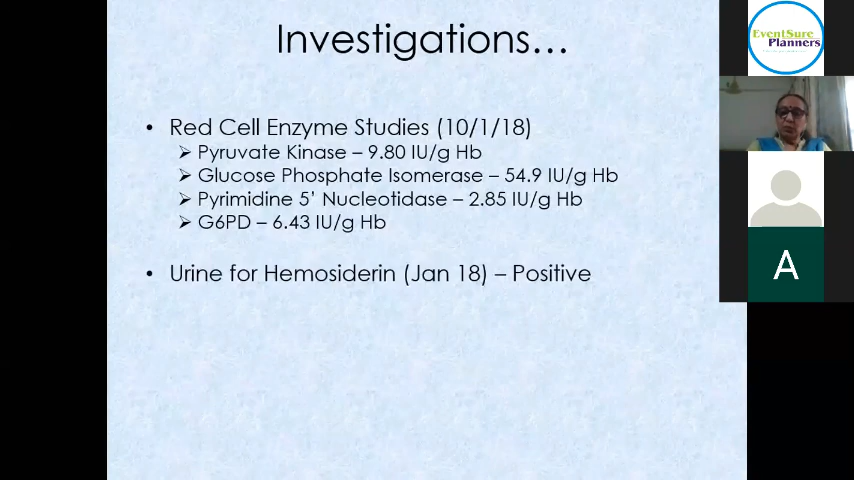 Investigations...
• Red Cell Enzyme Studies (10/1/18)
➢ Pyruvate Kinase – 9.80 IU/g Hb
➢ Glucose Phosphate Isomerase – 54.9 IU/g Hb
➢ Pyrimidine 5' Nucleotidase – 2.85 IU/g Hb
➢ G6PD – 6.43 IU/g Hb
• Urine for Hemosiderin (Jan 18) – Positive
EventSure
Planners
A